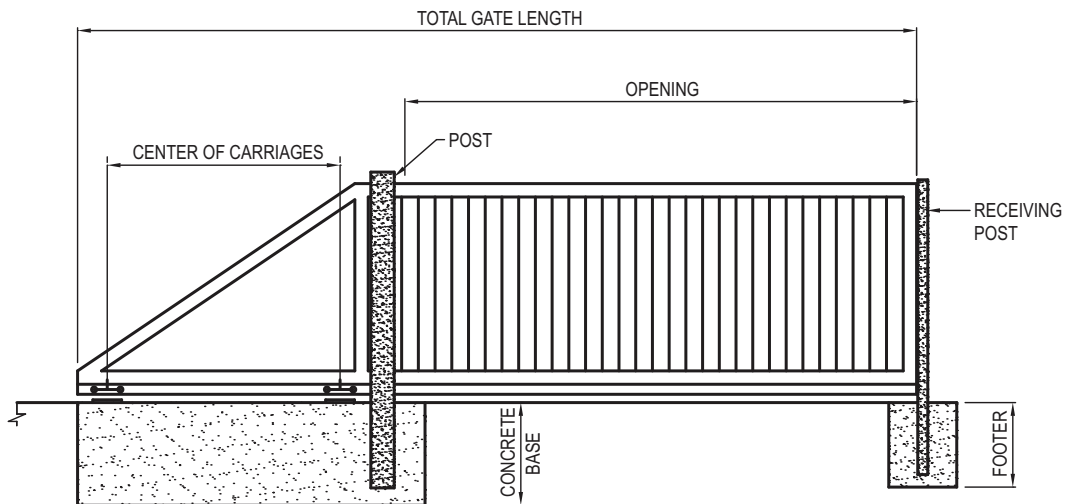 TOTAL GATE LENGTH
OPENING
POST
CENTER OF CARRIAGES
RECEIVING
POST
CONCRETE
BASE
FOOTER